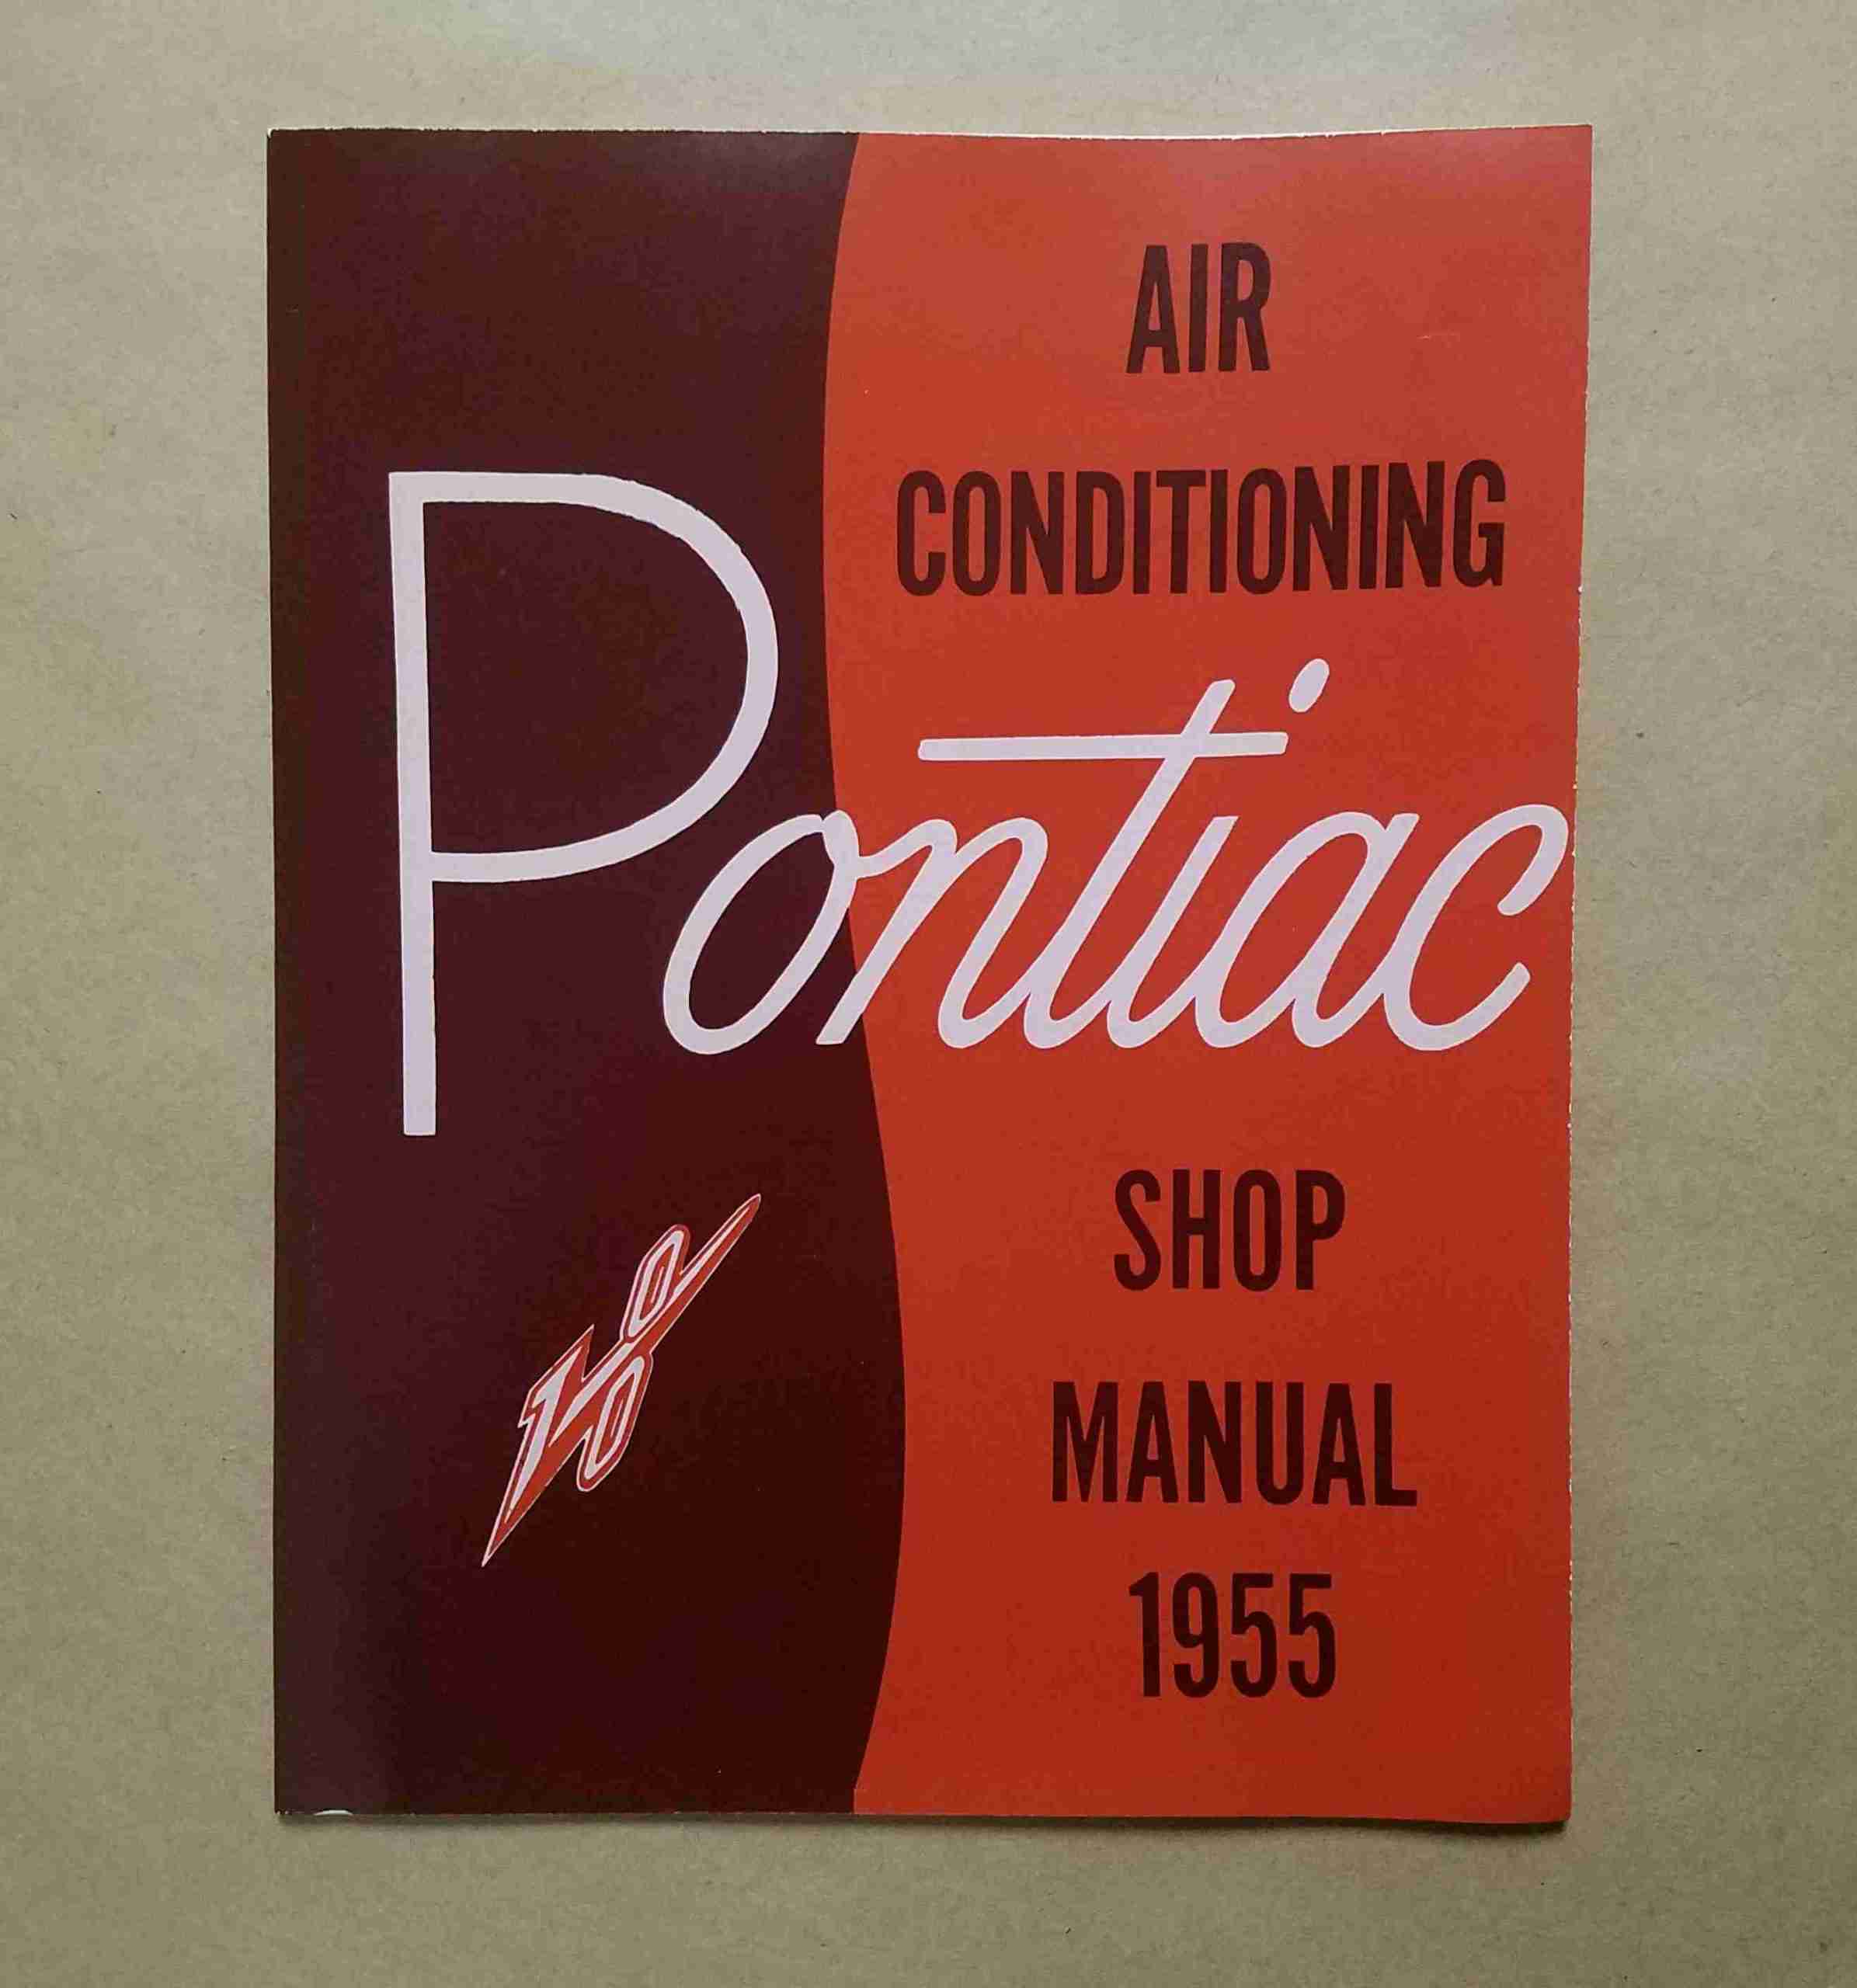 AIR
CONDITIONING
Pontiac
V8
SHOP
MANUAL
1955